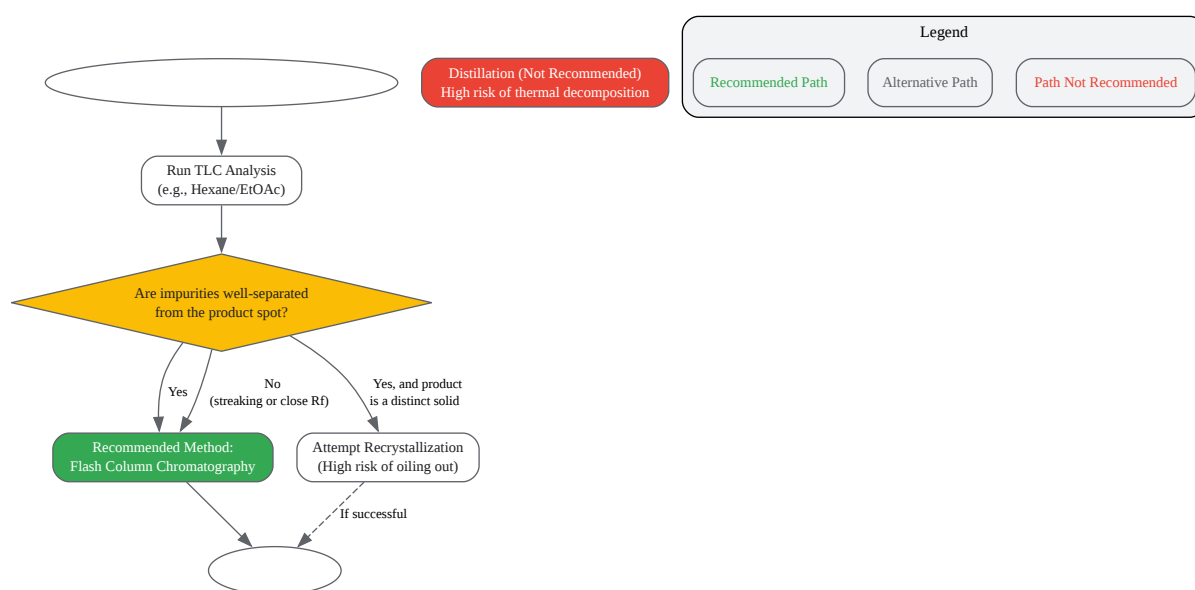 Legend
Distillation (Not Recommended)
High risk of thermal decomposition
Recommended Path
Alternative Path
Path Not Recommended
Run TLC Analysis
(e.g., Hexane/EtOAc)
Are impurities well-separated
from the product spot?
Yes
No
(streaking or close Rf)
Yes, and product
is a distinct solid
Recommended Method:
Flash Column Chromatography
Attempt Recrystallization
(High risk of oiling out)
If successful